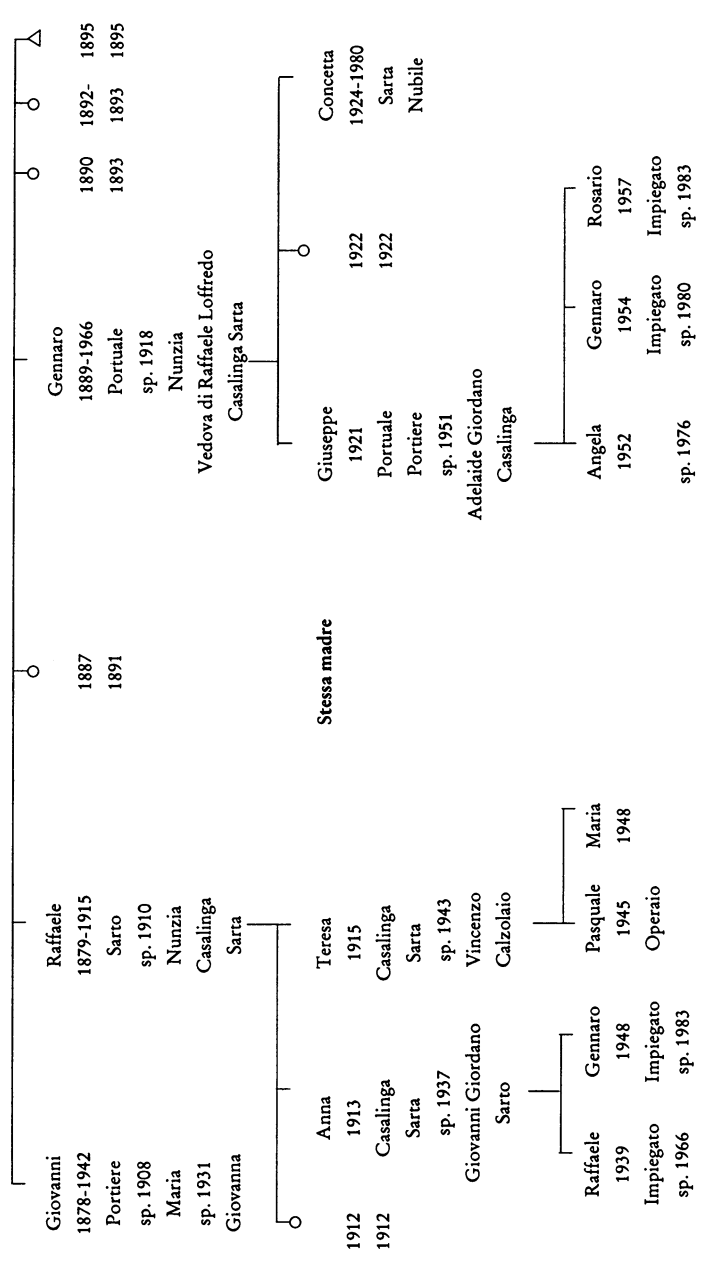 Giovanni
1878-1942
Portiere
sp. 1908
Maria
sp. 1931
Giovanna
Raffaele
1879-1915
Sarto
sp. 1910
Nunzia
Casalinga
Sarta
1887
1891
Gennaro
1889-1966
Portuale
sp. 1918
Nunzia
Vedova di Raffaele Loffredo
Casalinga Sarta
1890
1893
1892-
1893
1895
1895
1912
1912
Anna
1913
Casalinga
Sarta
sp. 1937
Giovanni Giordano
Sarto
Teresa
1915
Casalinga
Sarta
sp. 1943
Vincenzo
Calzolaio
Stessa madre
Giuseppe
1921
Portuale
Portiere
sp. 1951
Adelaide Giordano
Casalinga
1922
1922
Concetta
1924-1980
Sarta
Nubile
Raffaele
1939
Impiegato
sp. 1966
Gennaro
1948
Impiegato
sp. 1983
Pasquale
1945
Operaio
Maria
1948
Angela
1952
sp. 1976
Gennaro
1954
Impiegato
sp. 1980
Rosario
1957
Impiegato
sp. 1983